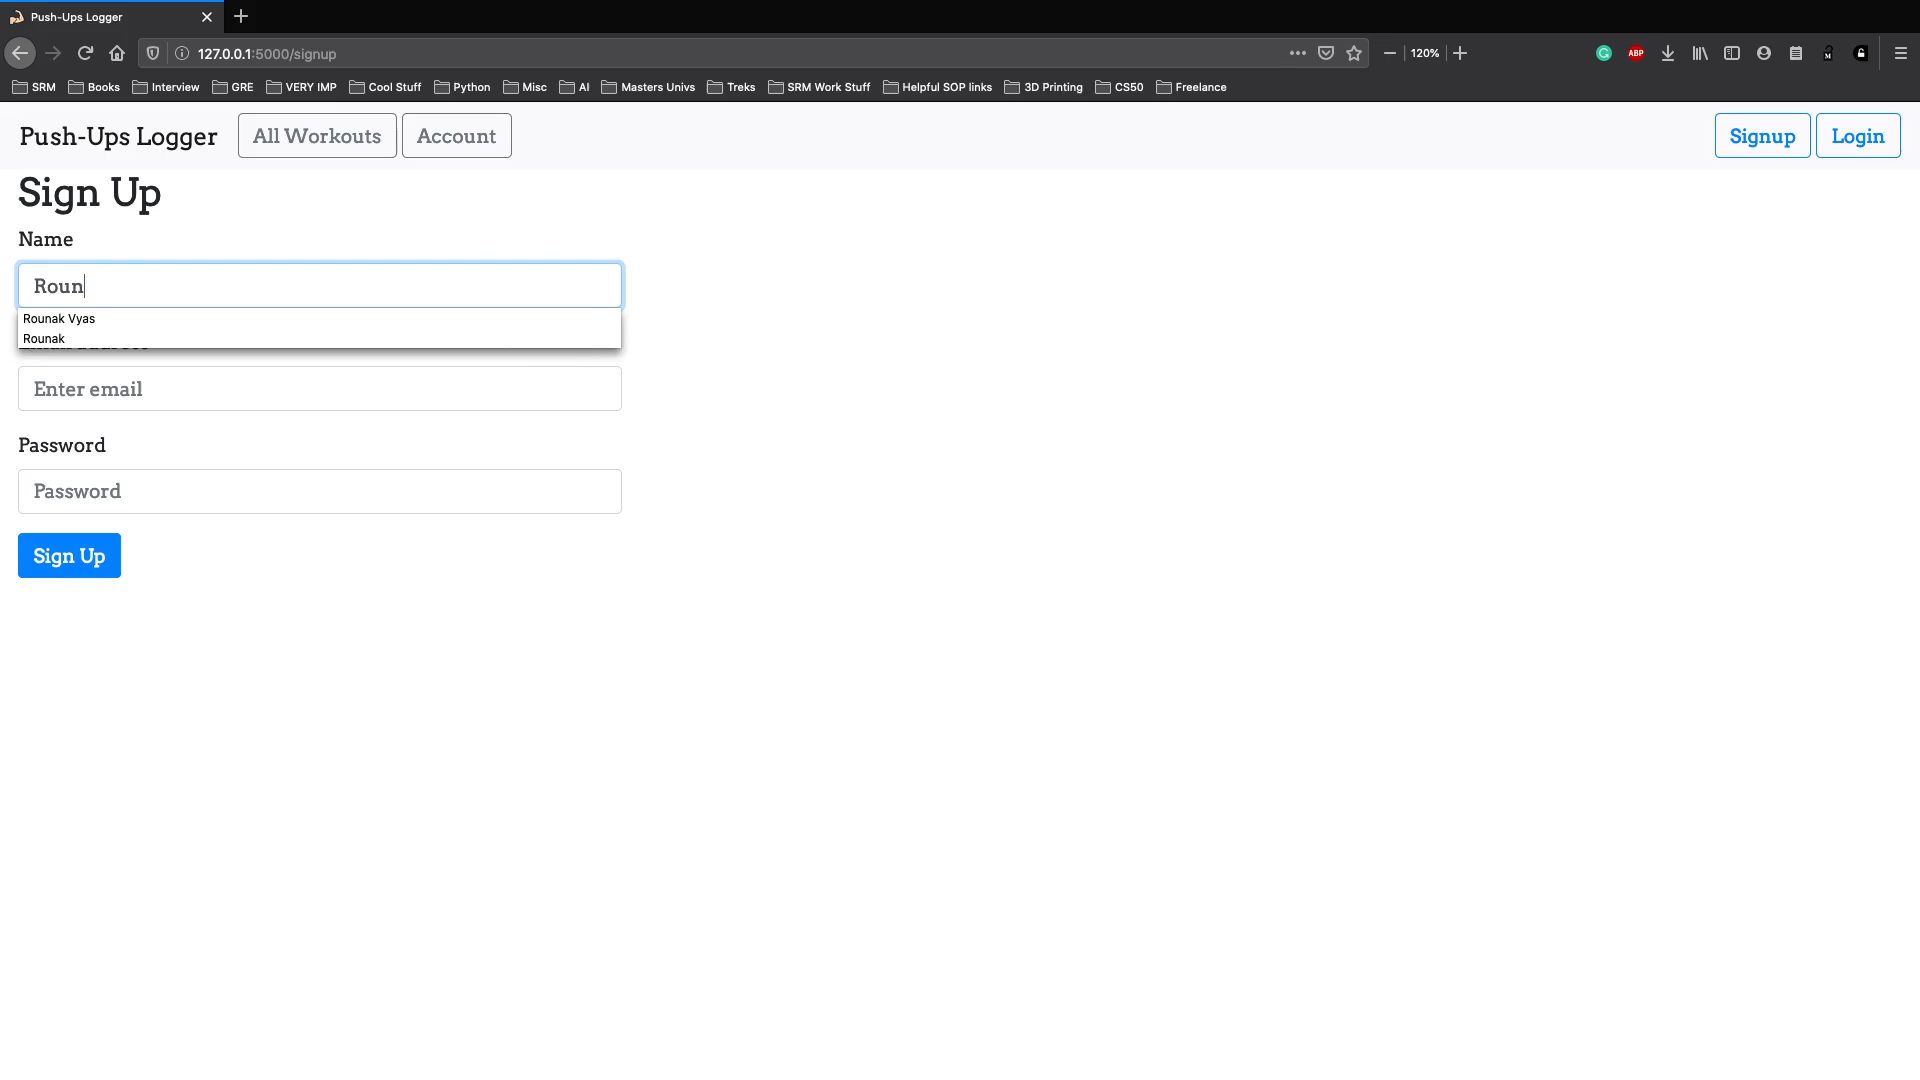 Push-Ups Logger
127.0.0.1:5000/signup
120%
ABP
SRM
Books
Interview
GRE
VERY IMP
Cool Stuff
Python
Misc
AI
Masters Univs
Treks
SRM Work Stuff
Helpful SOP links
3D Printing
CS50
Freelance
Push-Ups Logger
All Workouts
Account
Signup
Login
Sign Up
Name
Roun
Rounak Vyas
Rounak
Enter email
Password
Password
Sign Up